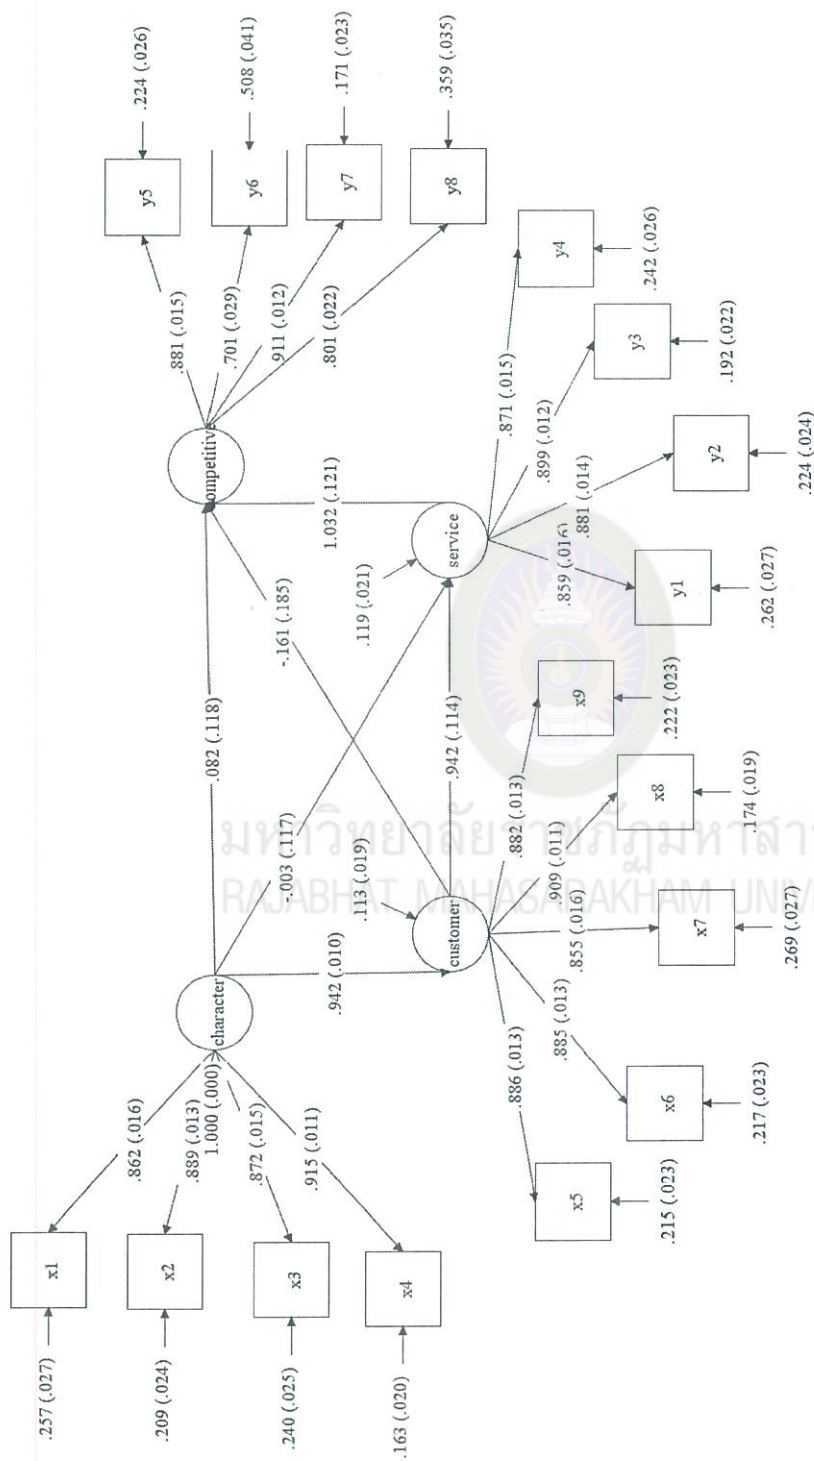 .257 (.027)
x1
.862 (.016)
.209 (.024)
x2
.889 (.013)
1.000 (.000)
.240 (.025)
x3
.872 (.015)
.163 (.020)
x4
.915 (.011)
character
.082 (.118)
-.003 (.117)
.942 (.010)
.113 (.019)
customer
-.161 (.185)
.942 (.114)
.119 (.021)
service
1.032 (.121)
competitive
.881 (.015)
y5
.224 (.026)
.701 (.029)
y6
.508 (.041)
.911 (.012)
y7
.171 (.023)
.801 (.022)
y8
.359 (.035)
.886 (.013)
x5
.215 (.023)
.885 (.013)
x6
.217 (.023)
.855 (.016)
x7
.269 (.027)
.909 (.011)
x8
.174 (.019)
.882 (.013)
x9
.222 (.023)
.859 (.016)
y1
.262 (.027)
.881 (.014)
y2
.224 (.024)
.899 (.012)
y3
.192 (.022)
.871 (.015)
y4
.242 (.026)
มหาวิทยาลัยราชภัฏมหาสาร
RAJABHAT MAHASARAKHAM UNIV